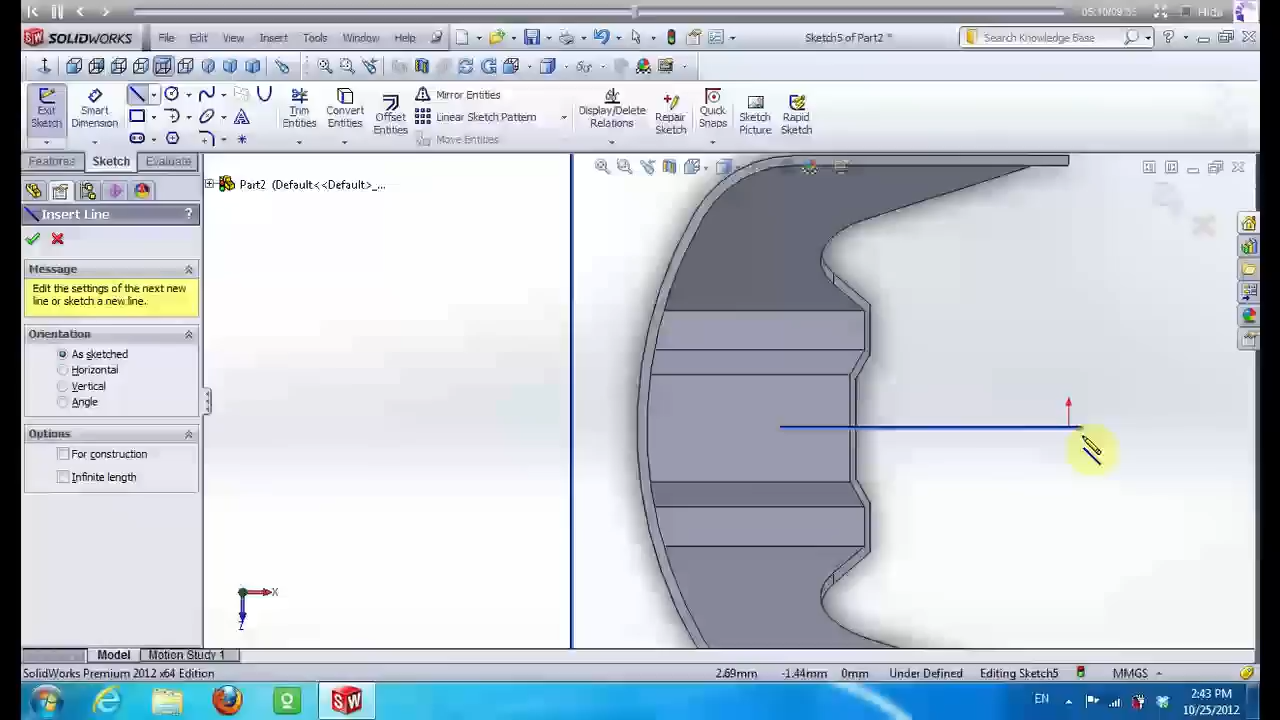 05:10/09:35 Hide
SOLIDWORKS File Edit View Insert Tools Window Help Sketch5 of Part2 * Search Knowledge Base
Exit Sketch
Smart Dimension
Trim Entities
Convert Entities
Offset Entities
Mirror Entities
Linear Sketch Pattern
Move Entities
Display/Delete Relations
Repair Sketch
Quick Snaps
Sketch Picture
Rapid Sketch
Features Sketch Evaluate
Part2 (Default<<Default>_...
Insert Line ?
Message
Edit the settings of the next new
line or sketch a new line.
Orientation
As sketched
Horizontal
Vertical
Angle
Options
For construction
Infinite length
X
Z
Model Motion Study 1
SolidWorks Premium 2012 x64 Edition 2.69mm -1.44mm 0mm Under Defined Editing Sketch5 MMGS
EN 2:43 PM
10/25/2012